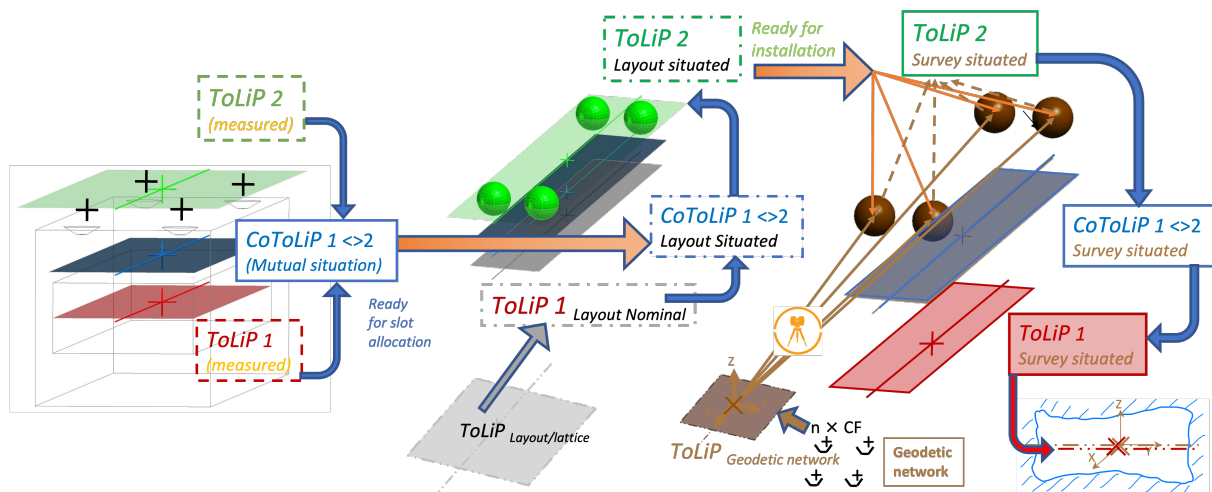 ToLiP 2
(measured)
CoToLiP 1 <>2
(Mutual situation)
ToLiP 1
(measured)
Ready
for slot
allocation
ToLiP 2
Layout situated
CoToLiP 1 <>2
Layout Situated
ToLiP 1 Layout Nominal
ToLiP Layout/lattice
Ready for
installation
ToLiP 2
Survey situated
CoToLiP 1 <>2
Survey situated
ToLiP 1
Survey situated
Z
n × CF
ToLiP Geodetic network
Geodetic
network
Z
Y
X